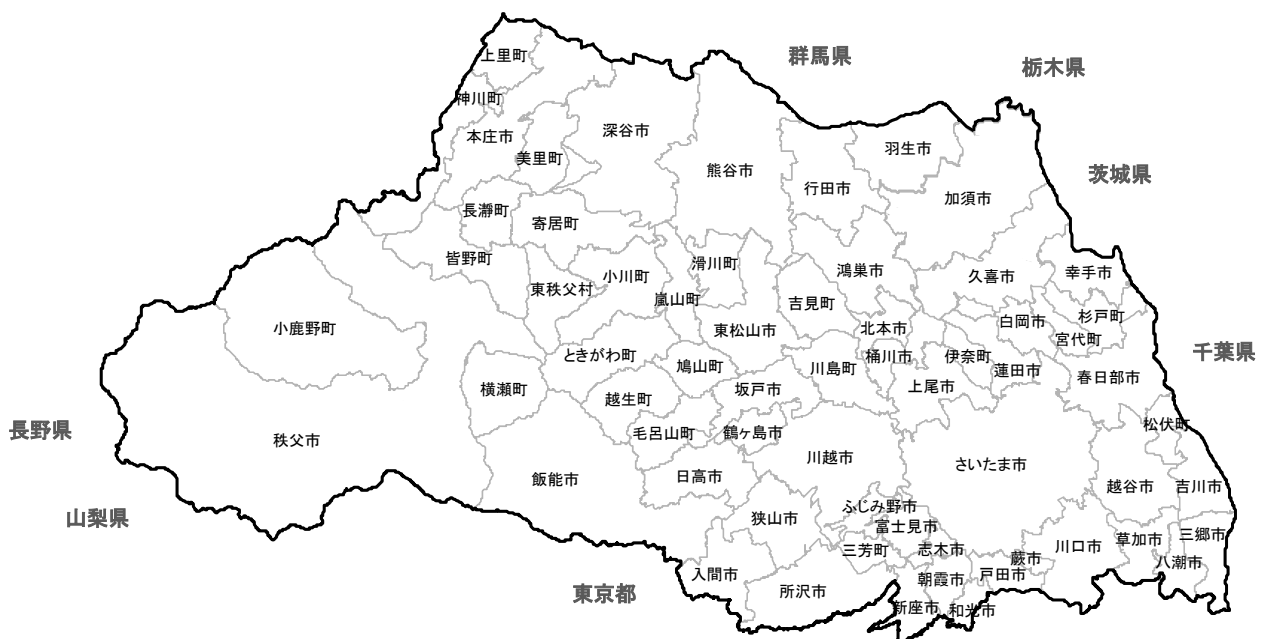 上里町
群馬県
栃木県
神川町
本庄市
深谷市
美里町
熊谷市
羽生市
行田市
茨城県
加須市
長瀞町
寄居町
皆野町
滑川町
鴻巣市
久喜市
幸手市
小川町
東秩父村
嵐山町
吉見町
小鹿野町
東松山市
北本市
白岡市
杉戸町
宮代町
千葉県
ときがわ町
鳩山町
川島町
桶川市
伊奈町
蓮田市
春日部市
横瀬町
越生町
坂戸市
上尾市
長野県
秩父市
毛呂山町
鶴ヶ島市
松伏町
川越市
さいたま市
飯能市
日高市
越谷市
吉川市
山梨県
狭山市
ふじみ野市
富士見市
三芳町
志木市
川口市
草加市
三郷市
蕨市
八潮市
入間市
東京都
所沢市
朝霞市
戸田市
新座市
和光市